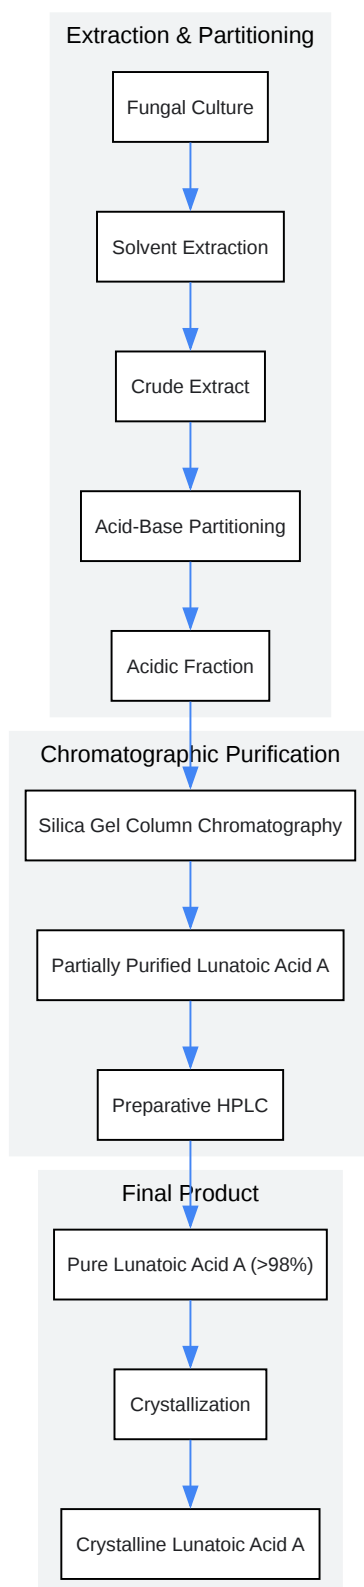 Extraction & Partitioning
Fungal Culture
Solvent Extraction
Crude Extract
Acid-Base Partitioning
Acidic Fraction
Chromatographic Purification
Silica Gel Column Chromatography
Partially Purified Lunatoic Acid A
Preparative HPLC
Final Product
Pure Lunatoic Acid A (>98%)
Crystallization
Crystalline Lunatoic Acid A